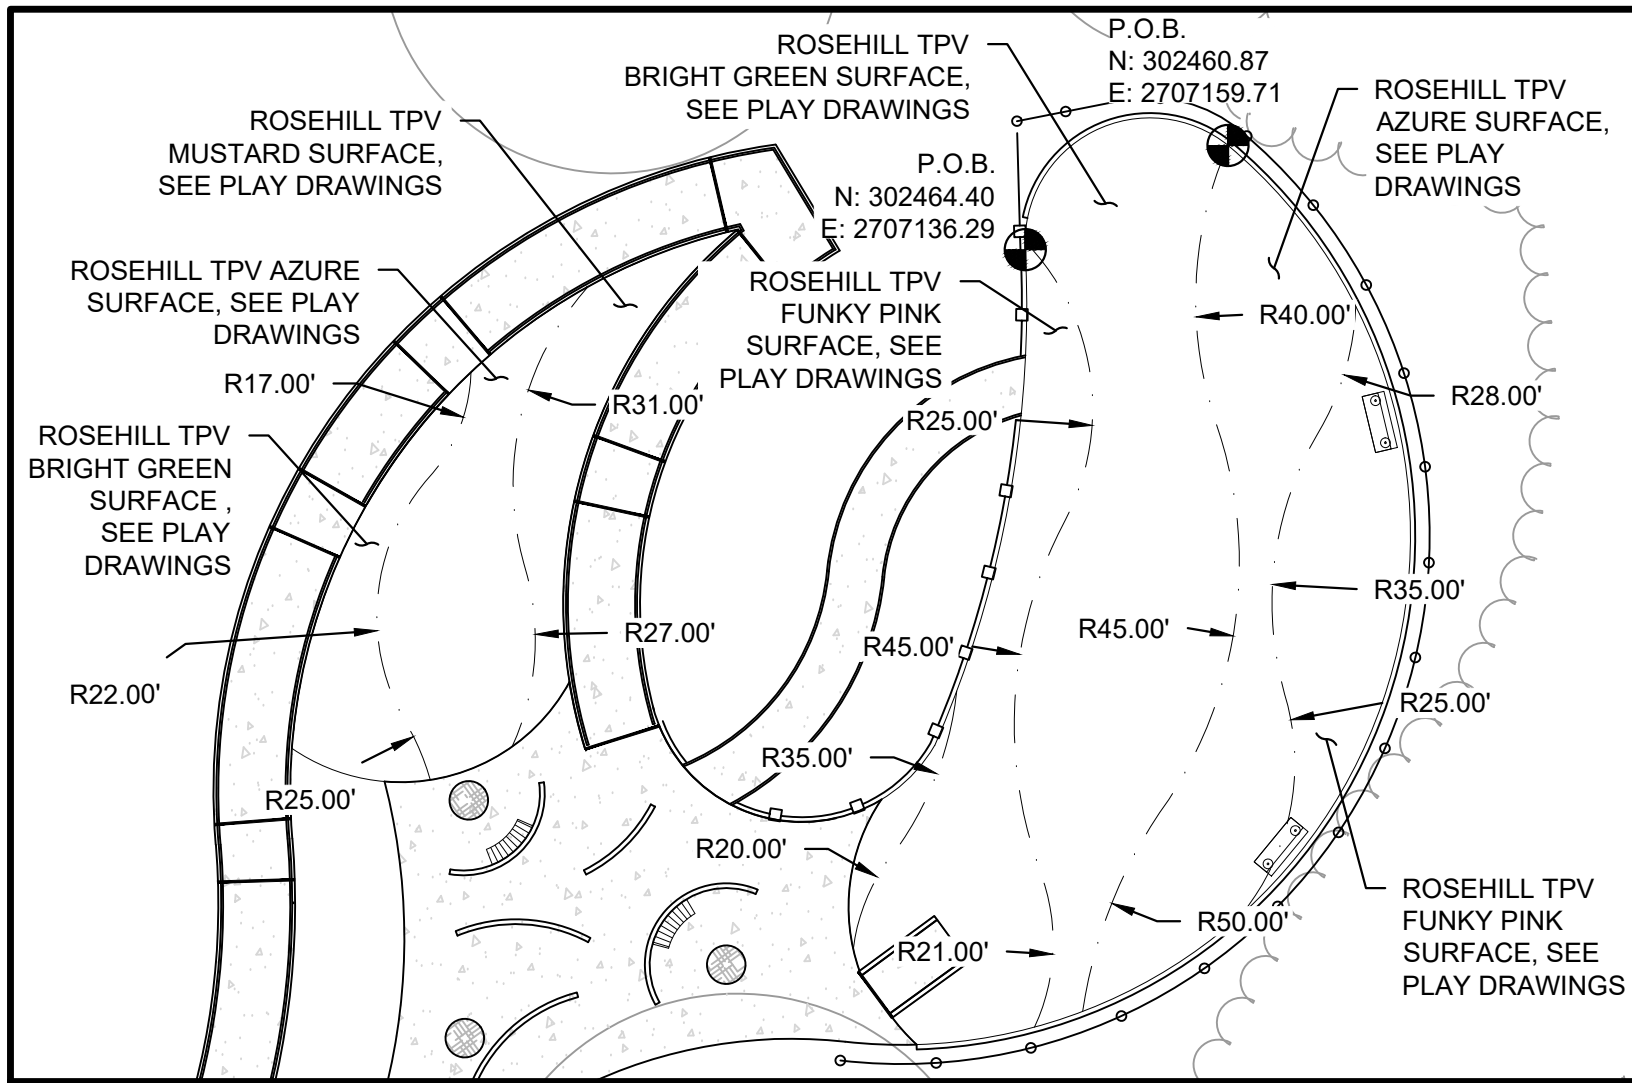 ROSEHILL TPV
BRIGHT GREEN SURFACE,
SEE PLAY DRAWINGS
P.O.B.
N: 302460.87
E: 2707159.71
ROSEHILL TPV
AZURE SURFACE,
SEE PLAY
DRAWINGS
ROSEHILL TPV
MUSTARD SURFACE,
SEE PLAY DRAWINGS
P.O.B.
N: 302464.40
E: 2707136.29
ROSEHILL TPV AZURE
SURFACE, SEE PLAY
DRAWINGS
ROSEHILL TPV
FUNKY PINK
SURFACE, SEE
PLAY DRAWINGS
R40.00'
R17.00'
R31.00'
R28.00'
R25.00'
ROSEHILL TPV
BRIGHT GREEN
SURFACE ,
SEE PLAY
DRAWINGS
R35.00'
R27.00'
R45.00'
R45.00'
R22.00'
R25.00'
R35.00'
R25.00'
R20.00'
ROSEHILL TPV
FUNKY PINK
SURFACE, SEE
PLAY DRAWINGS
R50.00'
R21.00'